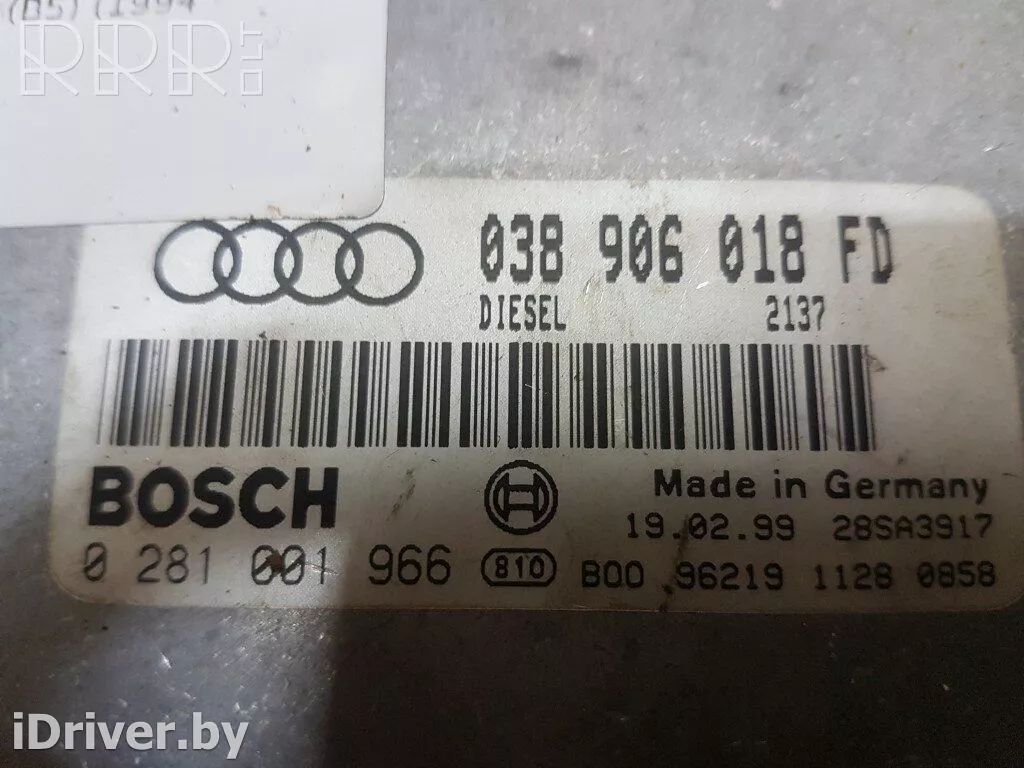 (B5) (1994
RRR.LT
038 906 018 FD
DIESEL 2137
BOSCH
Made in Germany
19.02.99 28SA3917
0 281 001 966 810 B00 96219 1128 0858
iDriver.by